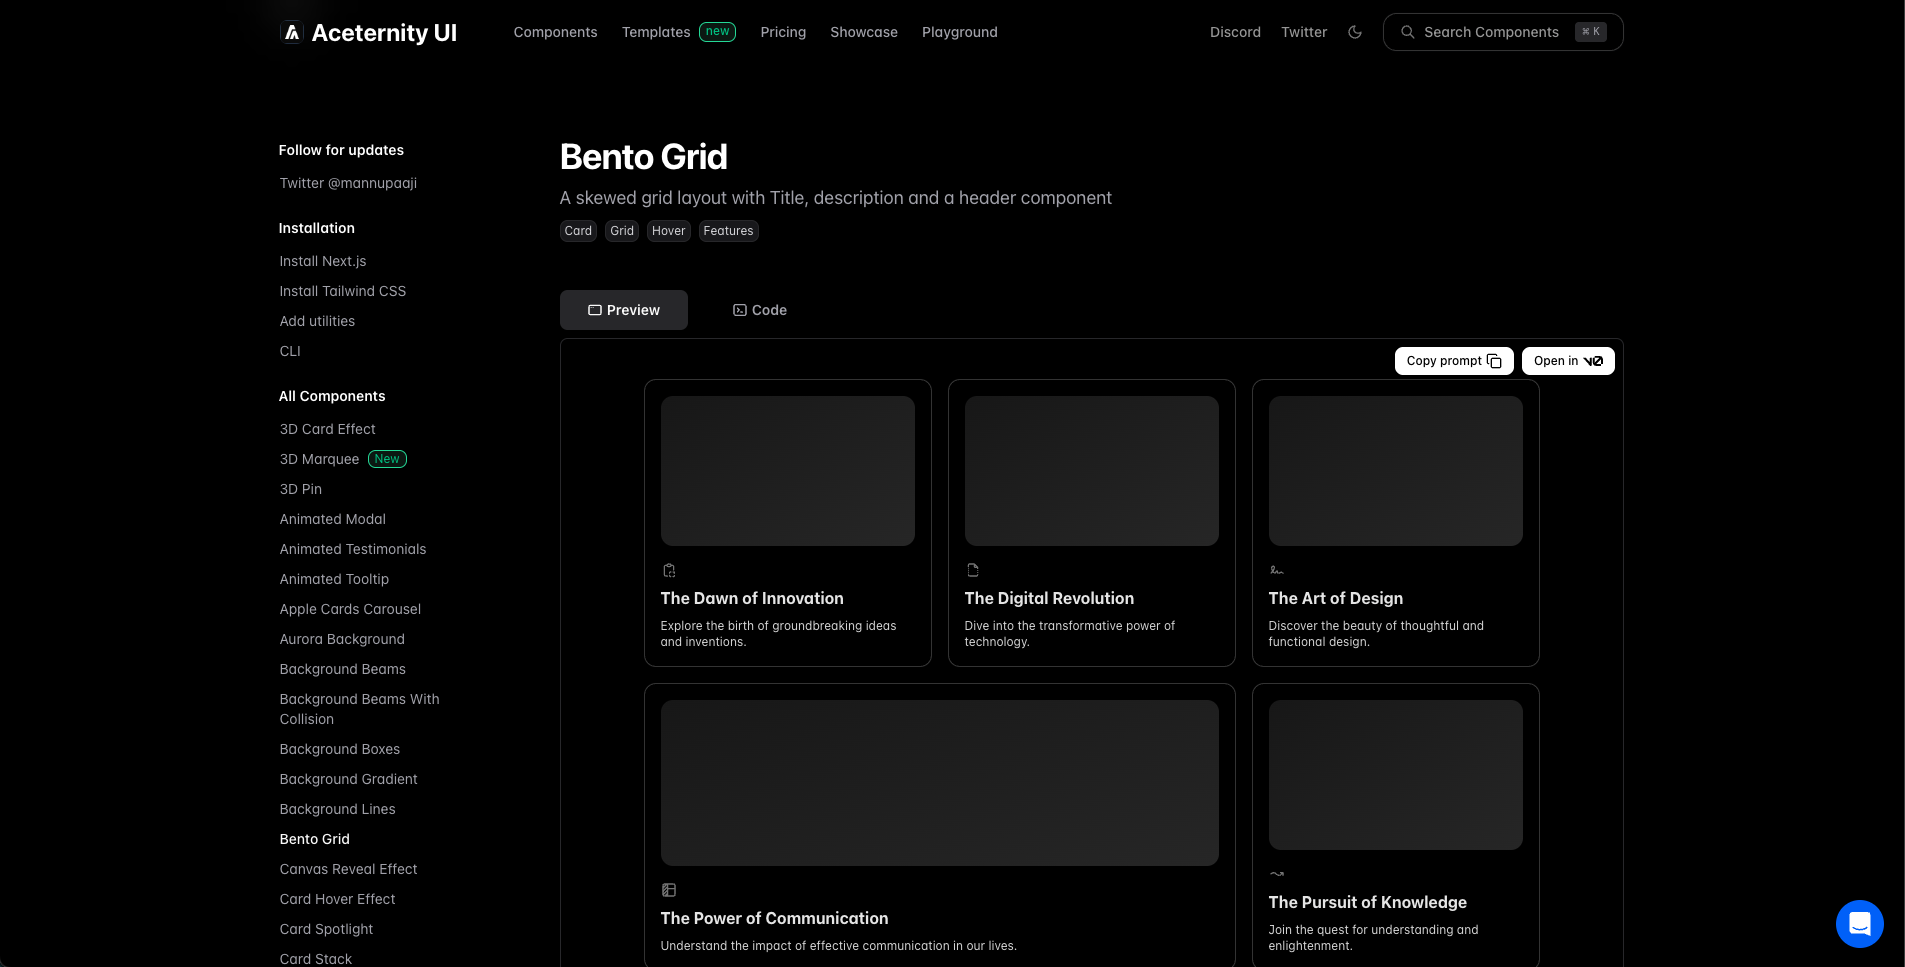 Aceternity UI
Components
Templates new
Pricing
Showcase
Playground
Discord
Twitter
Search Components ⌘ K
Follow for updates
Twitter @mannupaaji
Installation
Install Next.js
Install Tailwind CSS
Add utilities
CLI
All Components
3D Card Effect
3D Marquee New
3D Pin
Animated Modal
Animated Testimonials
Animated Tooltip
Apple Cards Carousel
Aurora Background
Background Beams
Background Beams With
Collision
Background Boxes
Background Gradient
Background Lines
Bento Grid
Canvas Reveal Effect
Card Hover Effect
Card Spotlight
Card Stack
Bento Grid
A skewed grid layout with Title, description and a header component
Card Grid Hover Features
Preview
Code
Copy prompt
Open in v0
The Dawn of Innovation
Explore the birth of groundbreaking ideas
and inventions.
The Digital Revolution
Dive into the transformative power of
technology.
The Art of Design
Discover the beauty of thoughtful and
functional design.
The Power of Communication
Understand the impact of effective communication in our lives.
The Pursuit of Knowledge
Join the quest for understanding and
enlightenment.